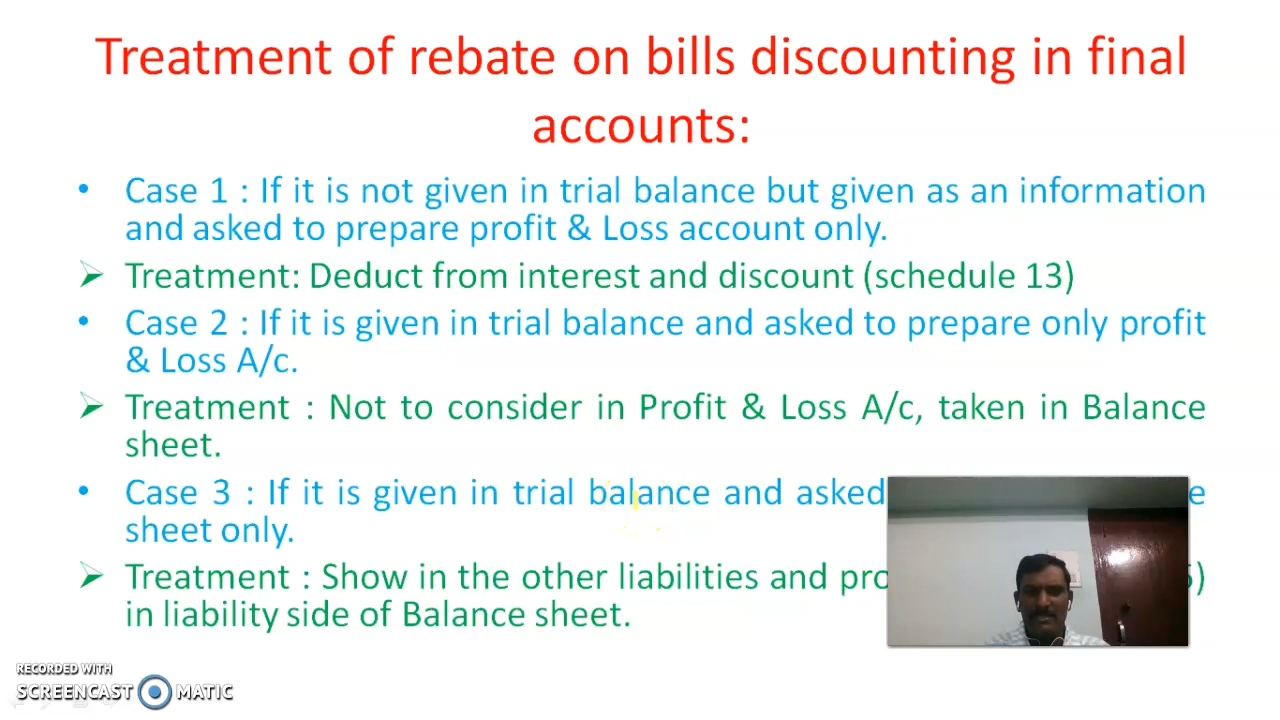 Treatment of rebate on bills discounting in final
accounts:
• Case 1 : If it is not given in trial balance but given as an information
and asked to prepare profit & Loss account only.
➢ Treatment: Deduct from interest and discount (schedule 13)
• Case 2 : If it is given in trial balance and asked to prepare only profit
& Loss A/c.
➢ Treatment : Not to consider in Profit & Loss A/c, taken in Balance
sheet.
• Case 3 : If it is given in trial balance and asked
sheet only.
➢ Treatment : Show in the other liabilities and
in liability side of Balance sheet.
RECORDED WITH
SCREENCAST MATIC